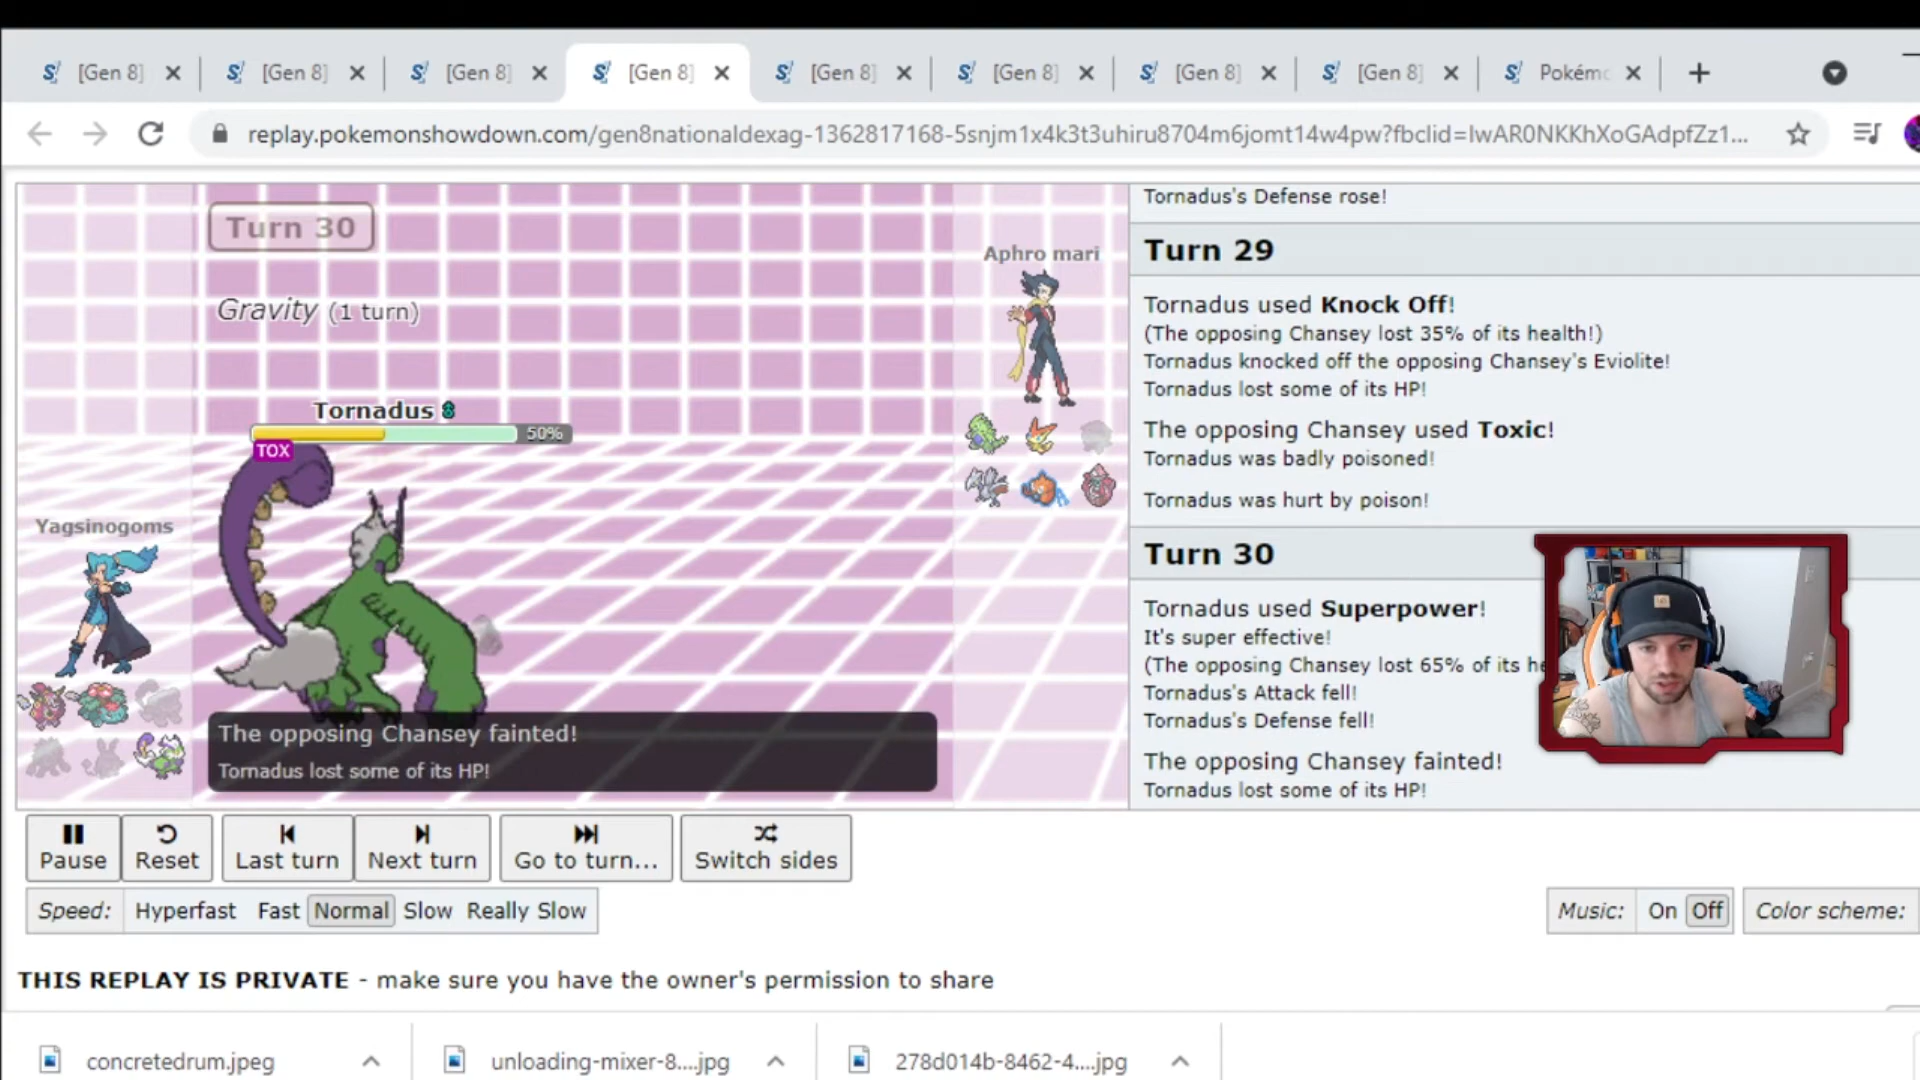 [Gen 8] [Gen 8] [Gen 8] [Gen 8] [Gen 8] [Gen 8] [Gen 8] [Gen 8] Pokémo
replay.pokemonshowdown.com/gen8nationaldexag-1362817168-5snjm1x4k3t3uhiru8704m6jomt14w4pw?fbclid=IwAR0NKKhXoGAdpfZz1...
Turn 30
Gravity (1 turn)
Aphro mari
Tornadus
50%
TOX
Yagsinogoms
The opposing Chansey fainted!
Tornadus lost some of its HP!
Tornadus's Defense rose!
Turn 29
Tornadus used Knock Off!
(The opposing Chansey lost 35% of its health!)
Tornadus knocked off the opposing Chansey's Eviolite!
Tornadus lost some of its HP!
The opposing Chansey used Toxic!
Tornadus was badly poisoned!
Tornadus was hurt by poison!
Turn 30
Tornadus used Superpower!
It's super effective!
(The opposing Chansey lost 65% of its he
Tornadus's Attack fell!
Tornadus's Defense fell!
The opposing Chansey fainted!
Tornadus lost some of its HP!
Pause Reset Last turn Next turn Go to turn... Switch sides
Speed: Hyperfast Fast Normal Slow Really Slow
Music: On Off Color scheme:
THIS REPLAY IS PRIVATE - make sure you have the owner's permission to share
concretedrum.jpeg unloading-mixer-8....jpg 278d014b-8462-4....jpg